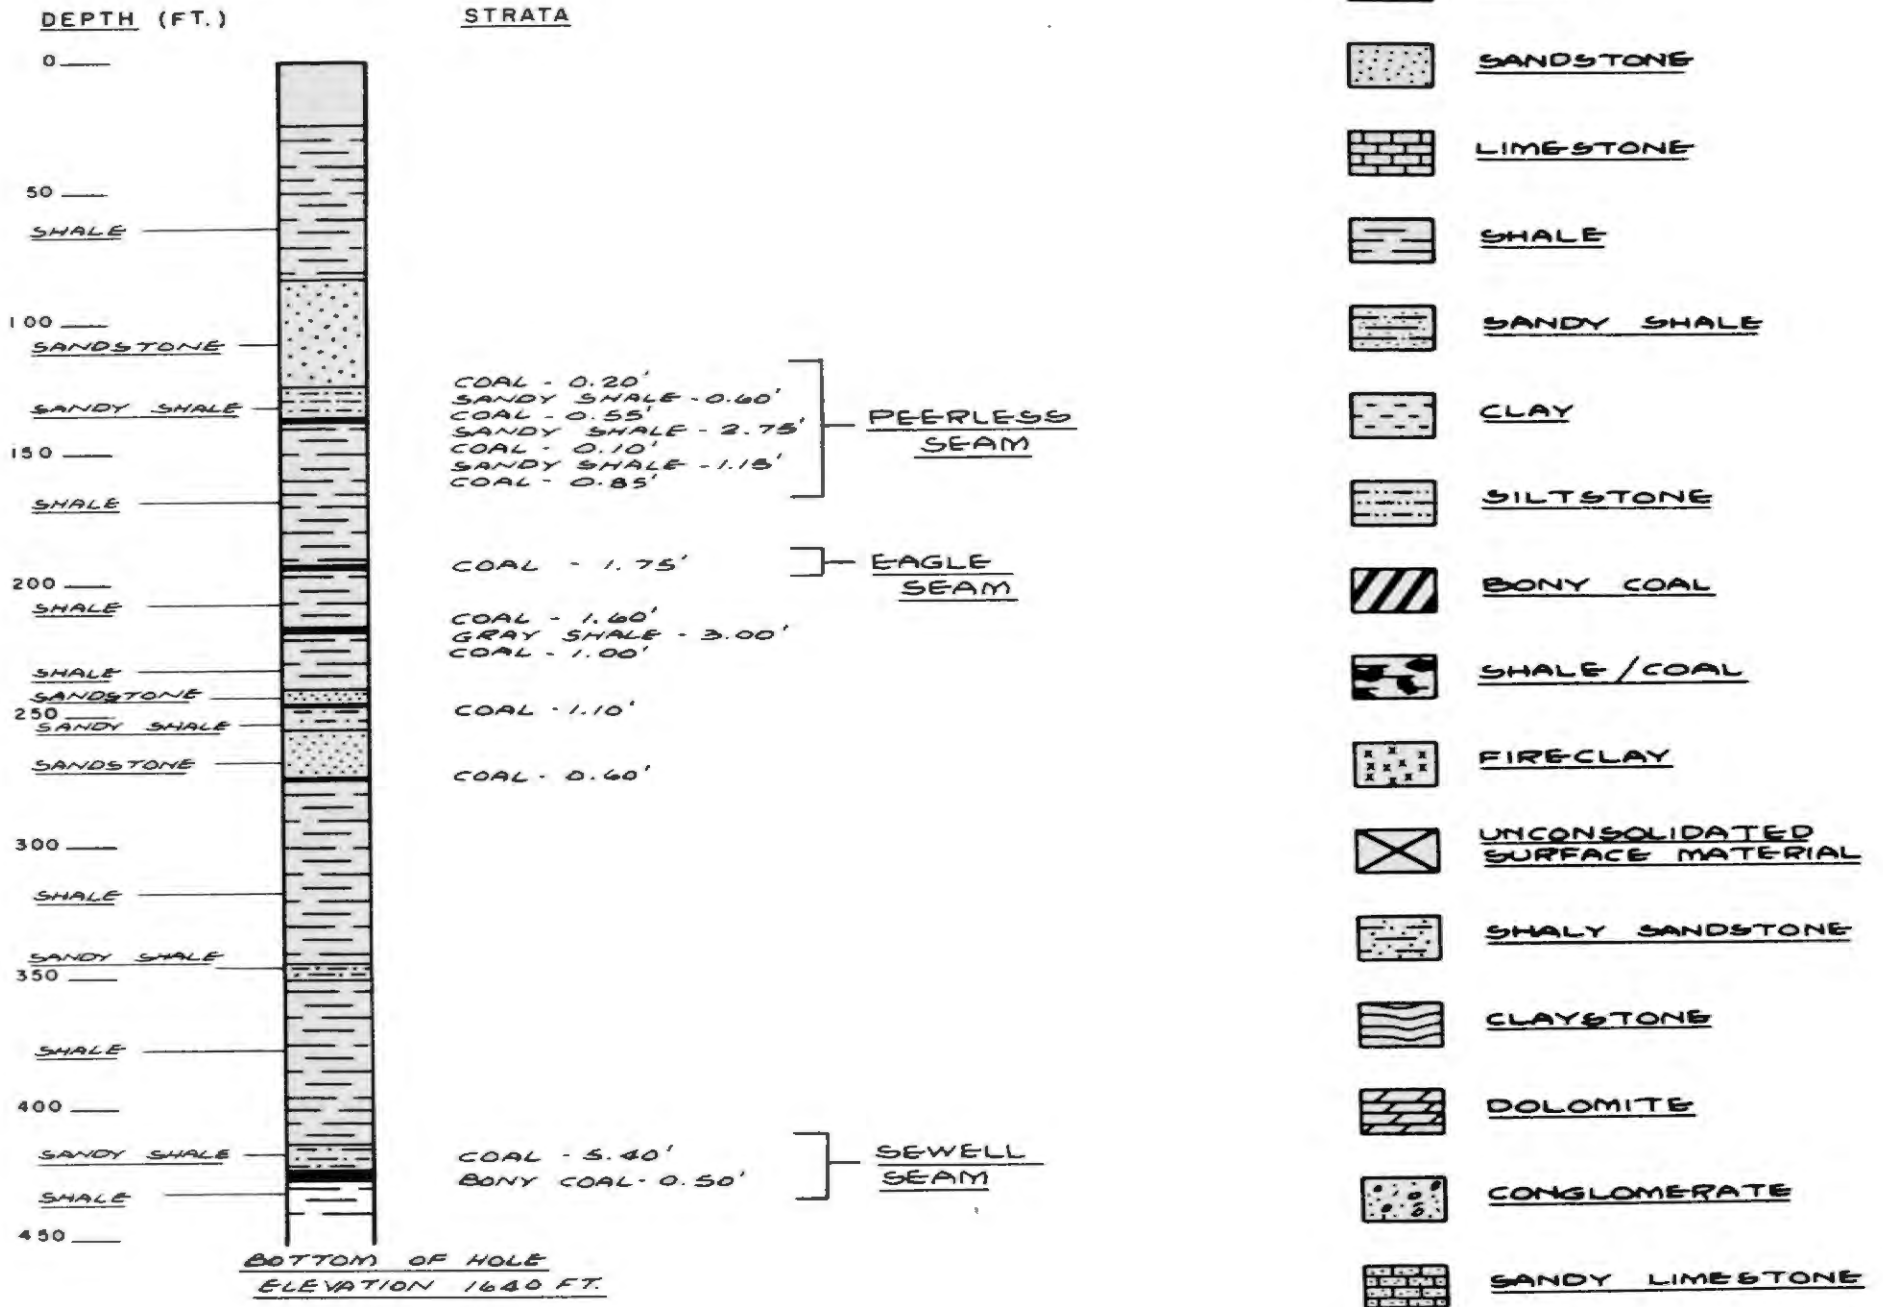 DEPTH (FT.)
STRATA
0
50
SHALE
100
SANDSTONE
SANDY SHALE
150
SHALE
200
SHALE
SHALE
SANDSTONE
250
SANDY SHALE
SANDSTONE
300
SHALE
SANDY SHALE
350
SHALE
400
SANDY SHALE
SHALE
450
COAL - 0.20'
SANDY SHALE - 0.60'
COAL - 0.55'
SANDY SHALE - 2.75'
COAL - 0.10'
SANDY SHALE - 1.15'
COAL - 0.85'
PEERLESS
SEAM
COAL - 1.75'
EAGLE
SEAM
COAL - 1.60'
GRAY SHALE - 3.00'
COAL - 1.00'
COAL - 1.10'
COAL - 0.60'
COAL - 5.40'
BONY COAL - 0.50'
SEWELL
SEAM
BOTTOM OF HOLE
ELEVATION 1640 FT.
SANDSTONE
LIMESTONE
SHALE
SANDY SHALE
CLAY
SILTSTONE
BONY COAL
SHALE / COAL
FIRECLAY
UNCONSOLIDATED
SURFACE MATERIAL
SHALY SANDSTONE
CLAYSTONE
DOLOMITE
CONGLOMERATE
SANDY LIMESTONE